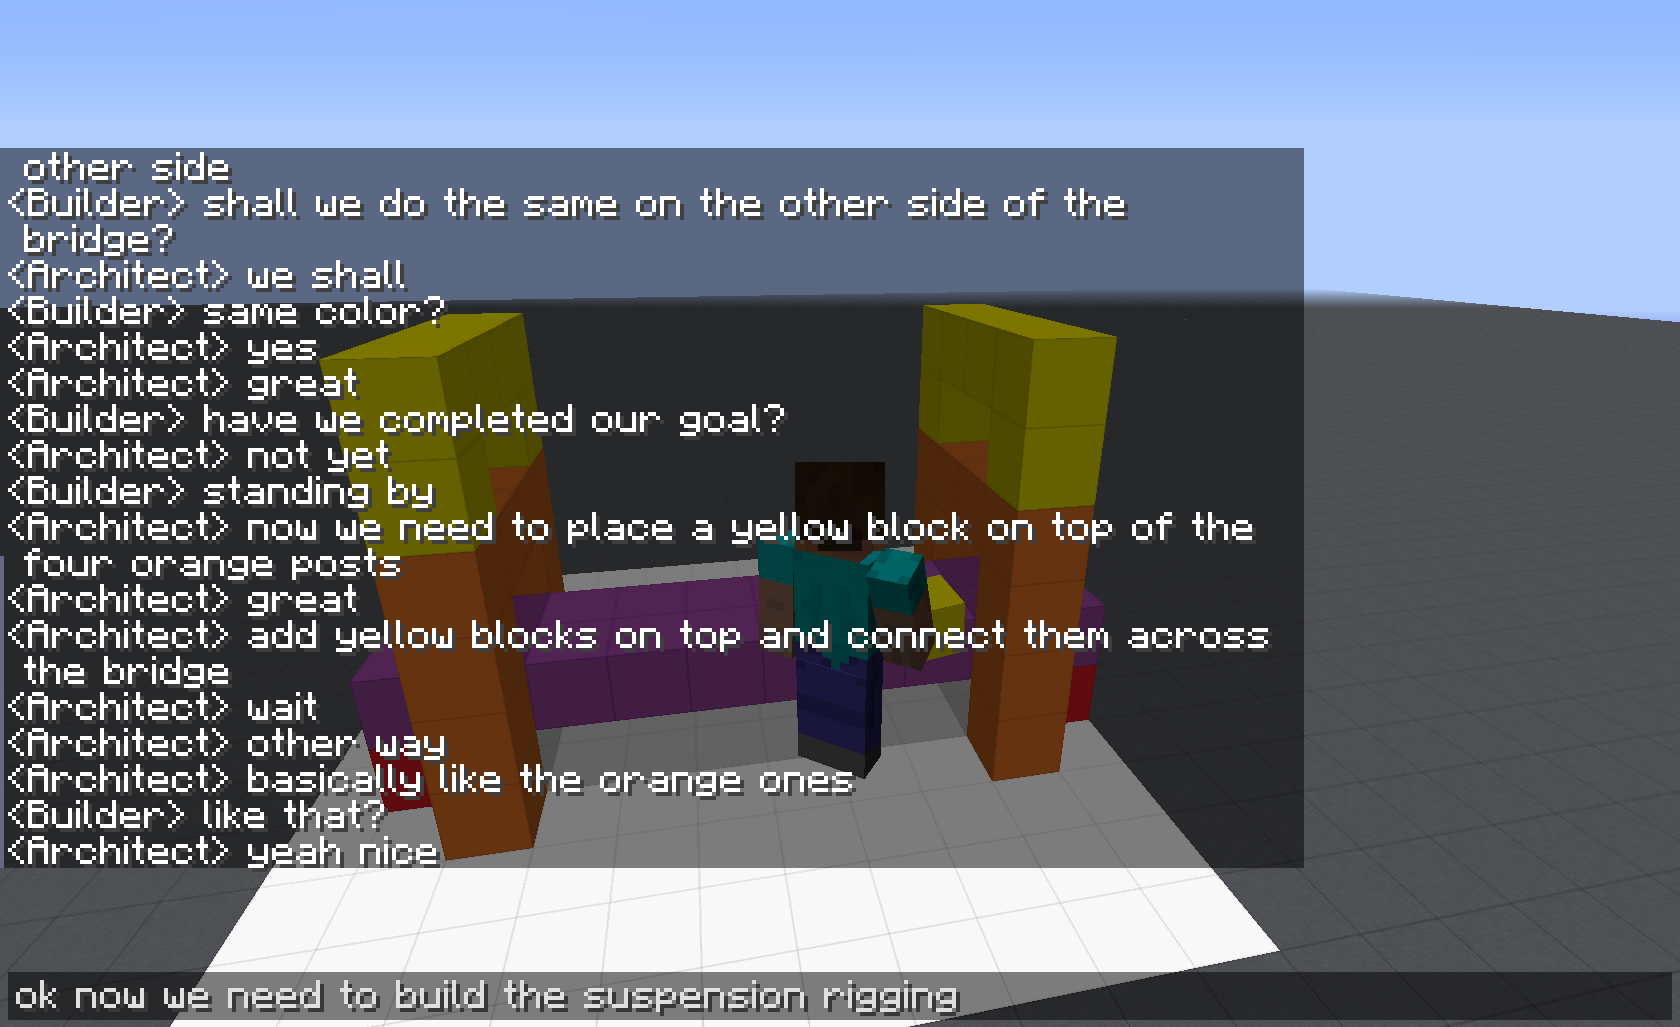 other side
<Builder> shall we do the same on the other side of the
bridge?
<Architect> we shall
<Builder> same color?
<Architect> yes
<Architect> great
<Builder> have we completed our goal?
<Architect> not yet
<Builder> standing by
<Architect> now we need to place a yellow block on top of the
four orange posts
<Architect> great
<Architect> add yellow blocks on top and connect them across
the bridge
<Architect> wait
<Architect> other way
<Architect> basically like the orange ones
<Builder> like that?
<Architect> yeah nice
ok now we need to build the suspension rigging